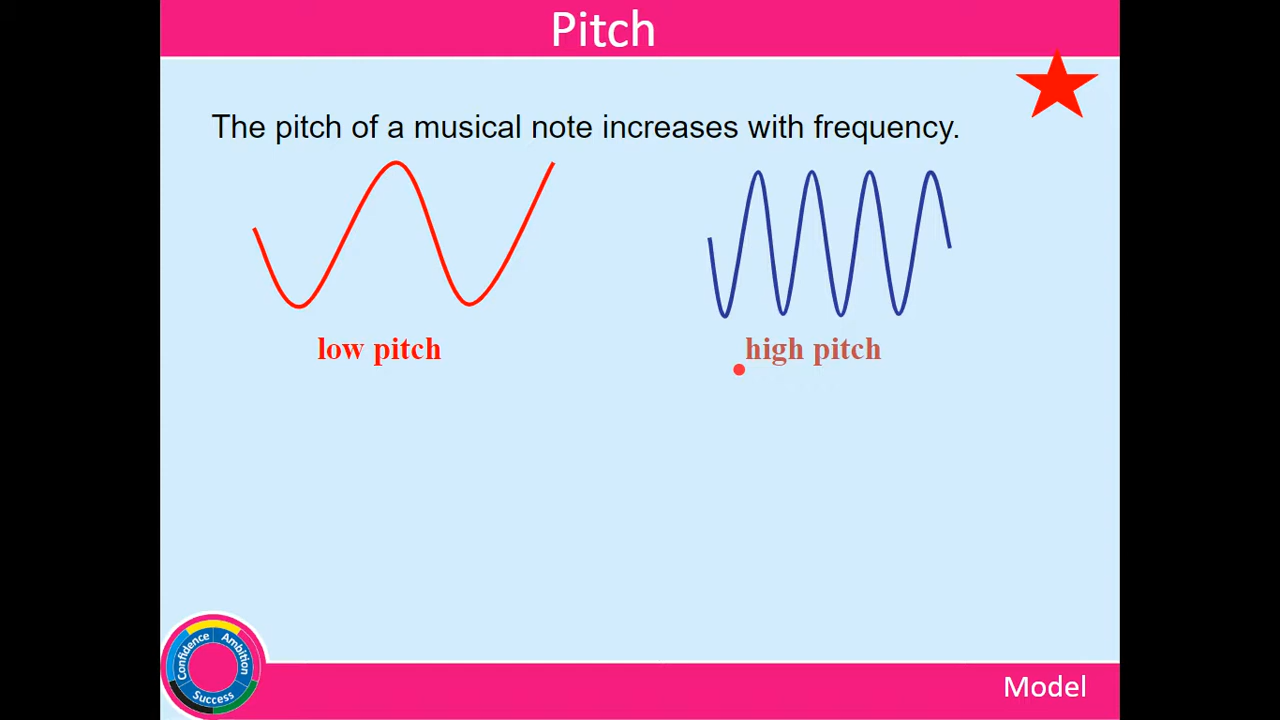 Pitch
The pitch of a musical note increases with frequency.
low pitch
high pitch
Confidence
Ambition
Success
Model